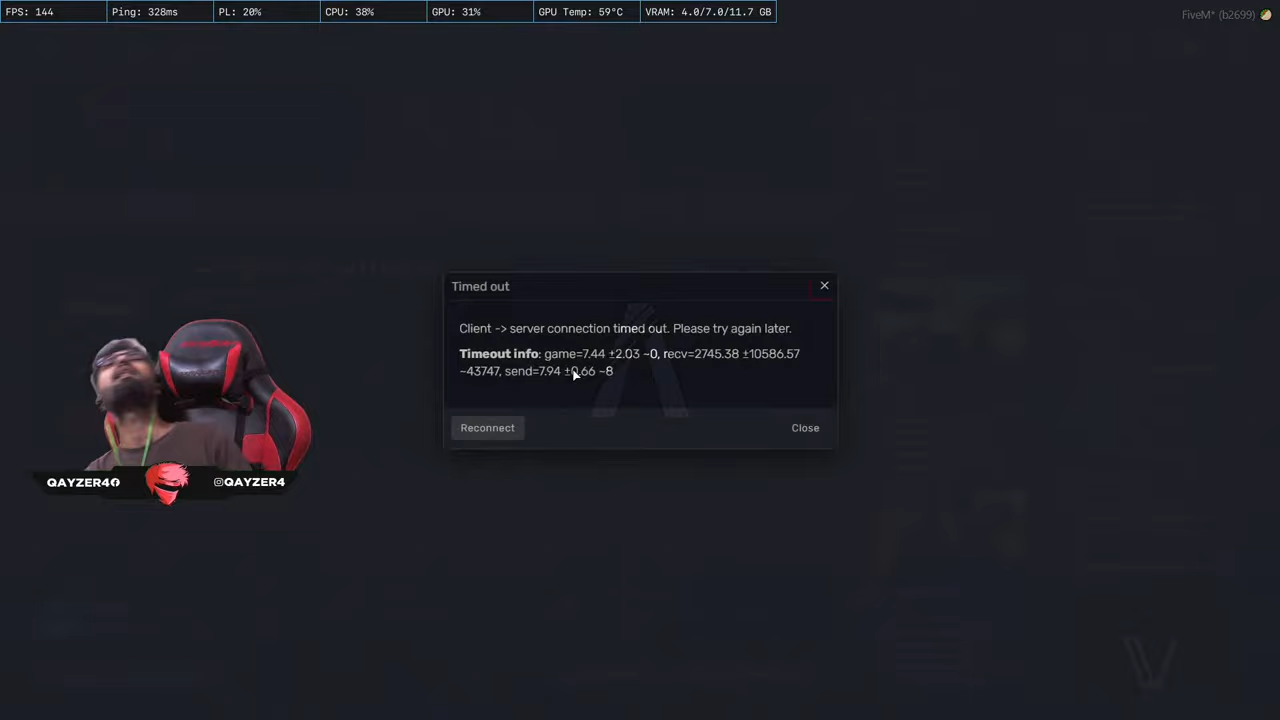 FPS: 144 Ping: 328ms PL: 20% CPU: 38% GPU: 31% GPU Temp: 59°C VRAM: 4.0/7.0/11.7 GB
FiveM* (b2699)
Timed out
Client -> server connection timed out. Please try again later.
Timeout info: game=7.44 ±2.03 ~0, recv=2745.38 ±10586.57
~43747, send=7.94 ±0.66 ~8
Reconnect Close
QAYZER4 QAYZER4